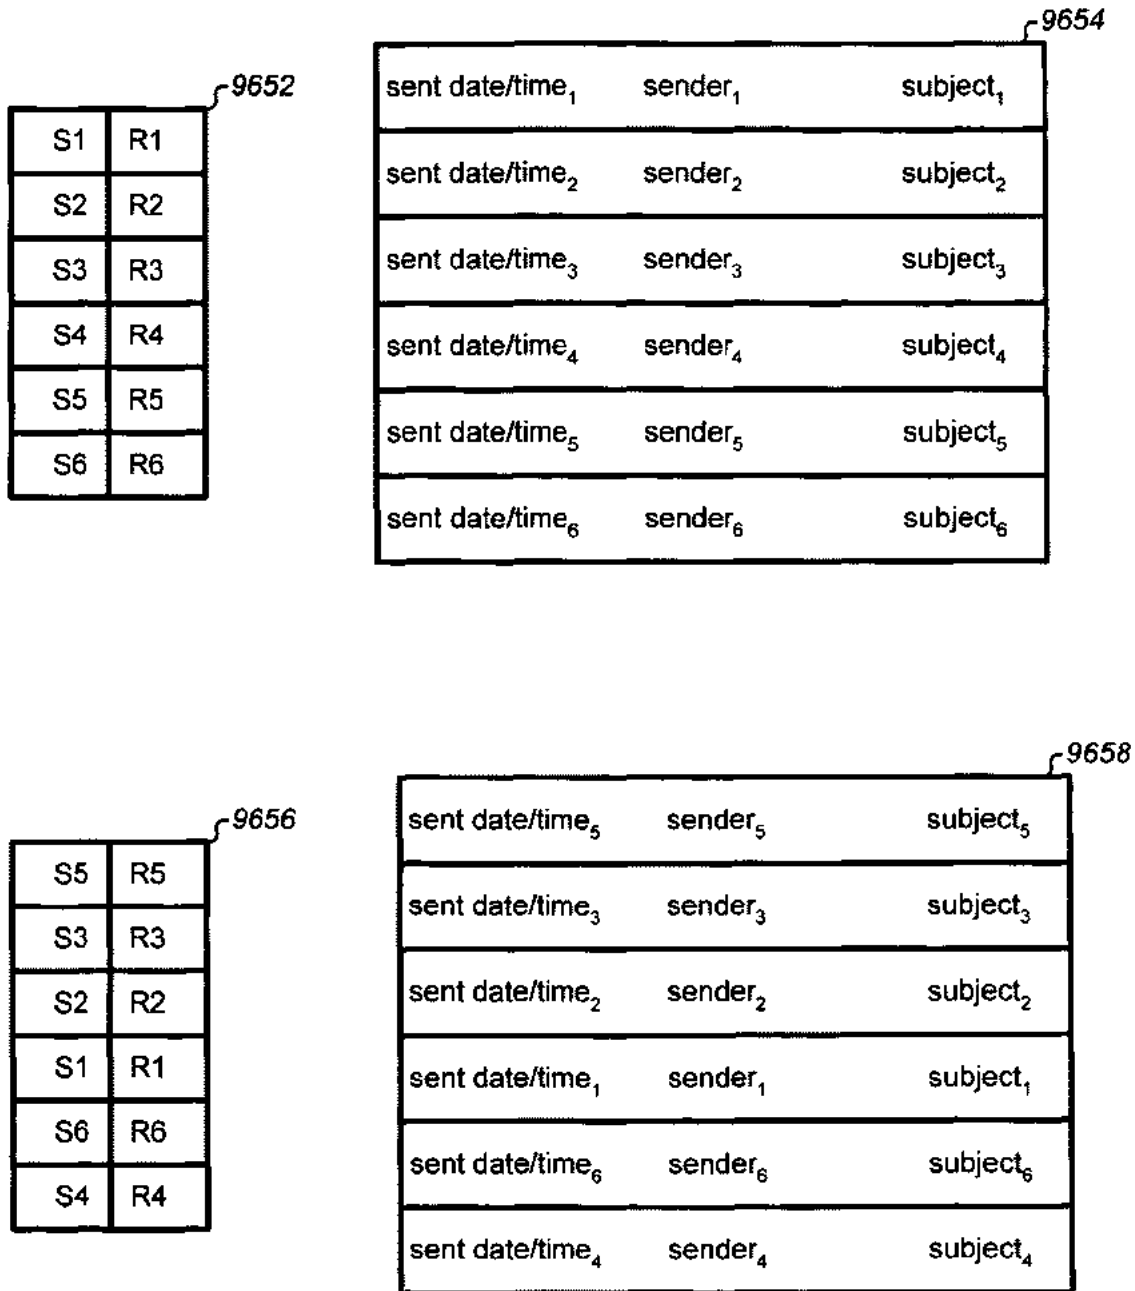 9654
sent date/time₁ sender₁ subject₁
sent date/time₂ sender₂ subject₂
sent date/time₃ sender₃ subject₃
sent date/time₄ sender₄ subject₄
sent date/time₅ sender₅ subject₅
sent date/time₆ sender₆ subject₆
9652
S1 R1
S2 R2
S3 R3
S4 R4
S5 R5
S6 R6
9658
sent date/time₅ sender₅ subject₅
sent date/time₃ sender₃ subject₃
sent date/time₂ sender₂ subject₂
sent date/time₁ sender₁ subject₁
sent date/time₆ sender₆ subject₆
sent date/time₄ sender₄ subject₄
9656
S5 R5
S3 R3
S2 R2
S1 R1
S6 R6
S4 R4